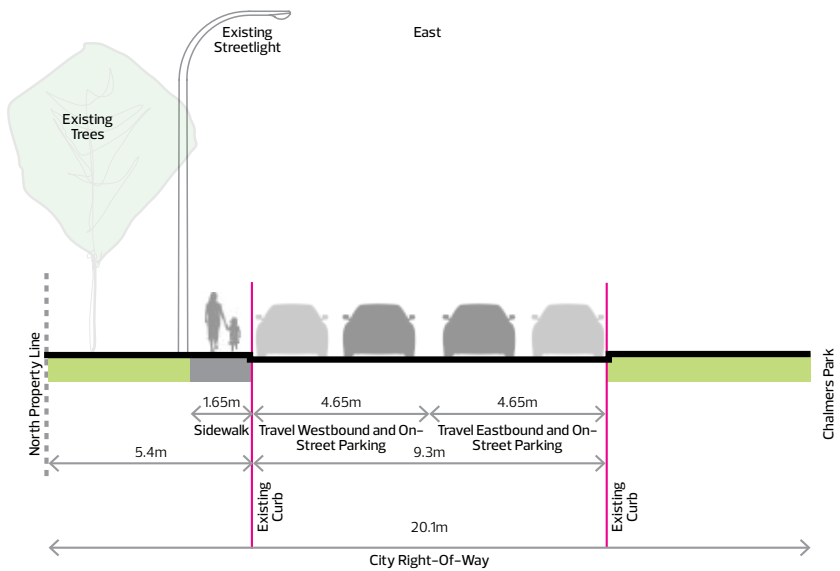 Existing
Streetlight
East
Existing
Trees
North Property Line
Chalmers Park
1.65m
4.65m
4.65m
Sidewalk
Travel Westbound and On-
Street Parking
Travel Eastbound and On-
Street Parking
5.4m
9.3m
Existing
Curb
Existing
Curb
20.1m
City Right-Of-Way